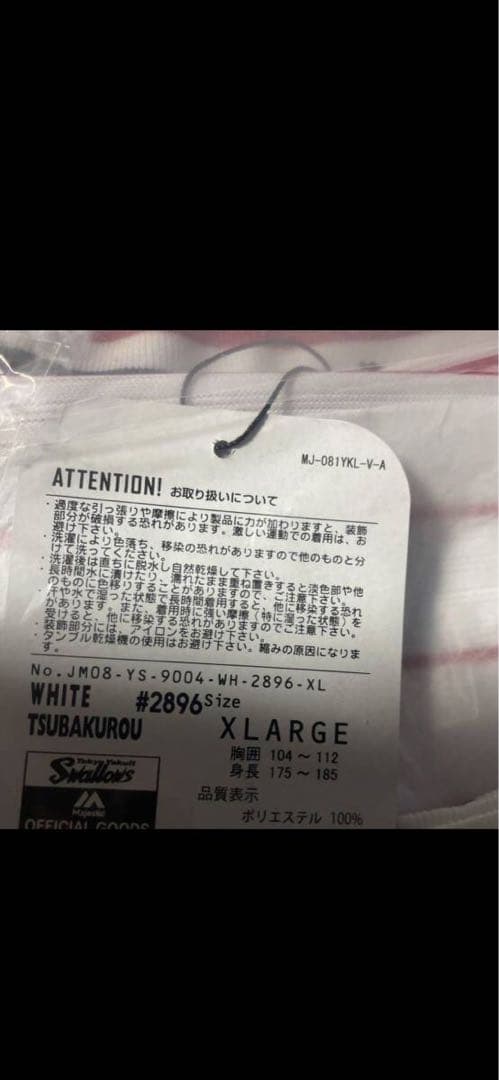 MJ-081YKL-V-A
ATTENTION! お取り扱いについて
・過度な引っ張りや摩擦により製品に力が加わりますと、装飾
部分が破損する恐れがあります。激しい運動での着用は、お
避け下さい。
・洗濯により色落ち、移染の恐れがありますので他のものと分
けて洗ってください。
・洗濯後は直ちに脱水し自然乾燥して下さい。
・長時間水に漬けたり、濡れたまま重ね置きすると淡色部や他
のものに色移りすることがありますので、ご注意下さい。
・汗や水で湿った状態で長時間着用すると、他に移染する恐れ
があります。また、着用時に強い摩擦(特に湿った状態)を
受けると、他に移染する恐れがありますのでご注意下さい。
・装飾部分には、アイロンをお避け下さい。
・タンブル乾燥機の使用はお避け下さい。縮みの原因になりま
す。
No.JM08-YS-9004-WH-2896-XL
WHITE #2896 Size
TSUBAKUROU XLARGE
胸囲 104～112
身長 175～185
品質表示
ポリエステル 100%
Tokyo Yakult
Swallows
Majestic
OFFICIAL GOODS